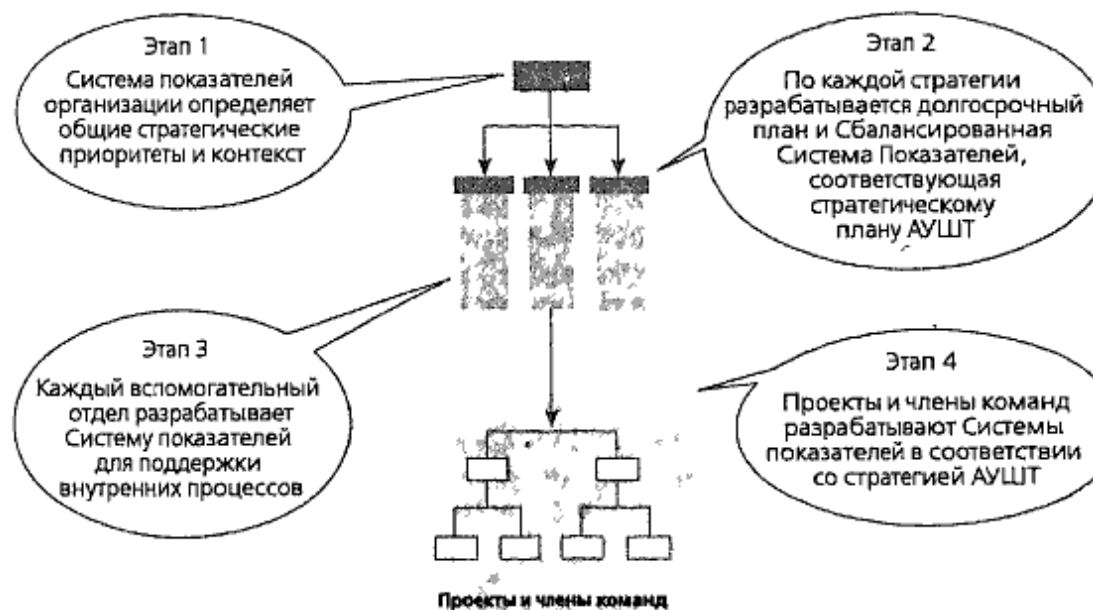 Этап 1
Система показателей
организации определяет
общие стратегические
приоритеты и контекст
Этап 2
По каждой стратегии
разрабатывается долгосрочный
план и Сбалансированная
Система Показателей,
соответствующая
стратегическому
плану АУШТ
Этап 3
Каждый вспомогательный
отдел разрабатывает
Систему показателей
для поддержки
внутренних процессов
Этап 4
Проекты и члены команд
разрабатывают Системы
показателей в соответствии
со стратегией АУШТ
Проекты и члены команд